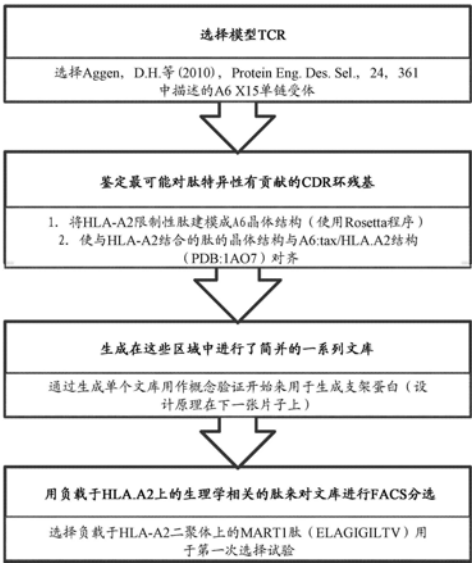 选择模型TCR
选择Aggen, D.H.等(2010), Protein Eng. Des. Sel., 24, 361
中描述的A6 X15单链受体
鉴定最可能对肽特异性有贡献的CDR环残基
1. 将HLA-A2限制性肽建模成A6晶体结构（使用Rosetta程序）
2. 使与HLA-A2结合的肽的晶体结构与A6:tax/HLA.A2结构
（PDB:1AO7）对齐
生成在这些区域中进行了简并的一系列文库
通过生成单个文库用作概念验证开始来用于生成支架蛋白（设
计原理在下一张片子上）
用负载于HLA.A2上的生理学相关的肽来对文库进行FACS分选
选择负载于HLA-A2二聚体上的MART1肽（ELAGIGILTV）用
于第一次选择试验